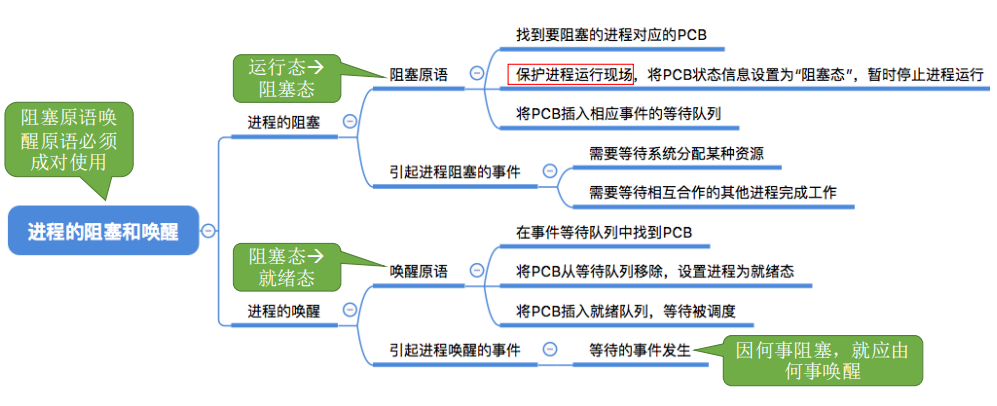 找到要阻塞的进程对应的PCB
运行态→
阻塞态
阻塞原语
保护进程运行现场，将PCB状态信息设置为“阻塞态”，暂时停止进程运行
将PCB插入相应事件的等待队列
进程的阻塞
阻塞原语唤
醒原语必须
成对使用
引起进程阻塞的事件
需要等待系统分配某种资源
需要等待相互合作的其他进程完成工作
进程的阻塞和唤醒
在事件等待队列中找到PCB
阻塞态→
就绪态
唤醒原语
将PCB从等待队列移除，设置进程为就绪态
将PCB插入就绪队列，等待被调度
进程的唤醒
引起进程唤醒的事件
等待的事件发生
因何事阻塞，就应由
何事唤醒